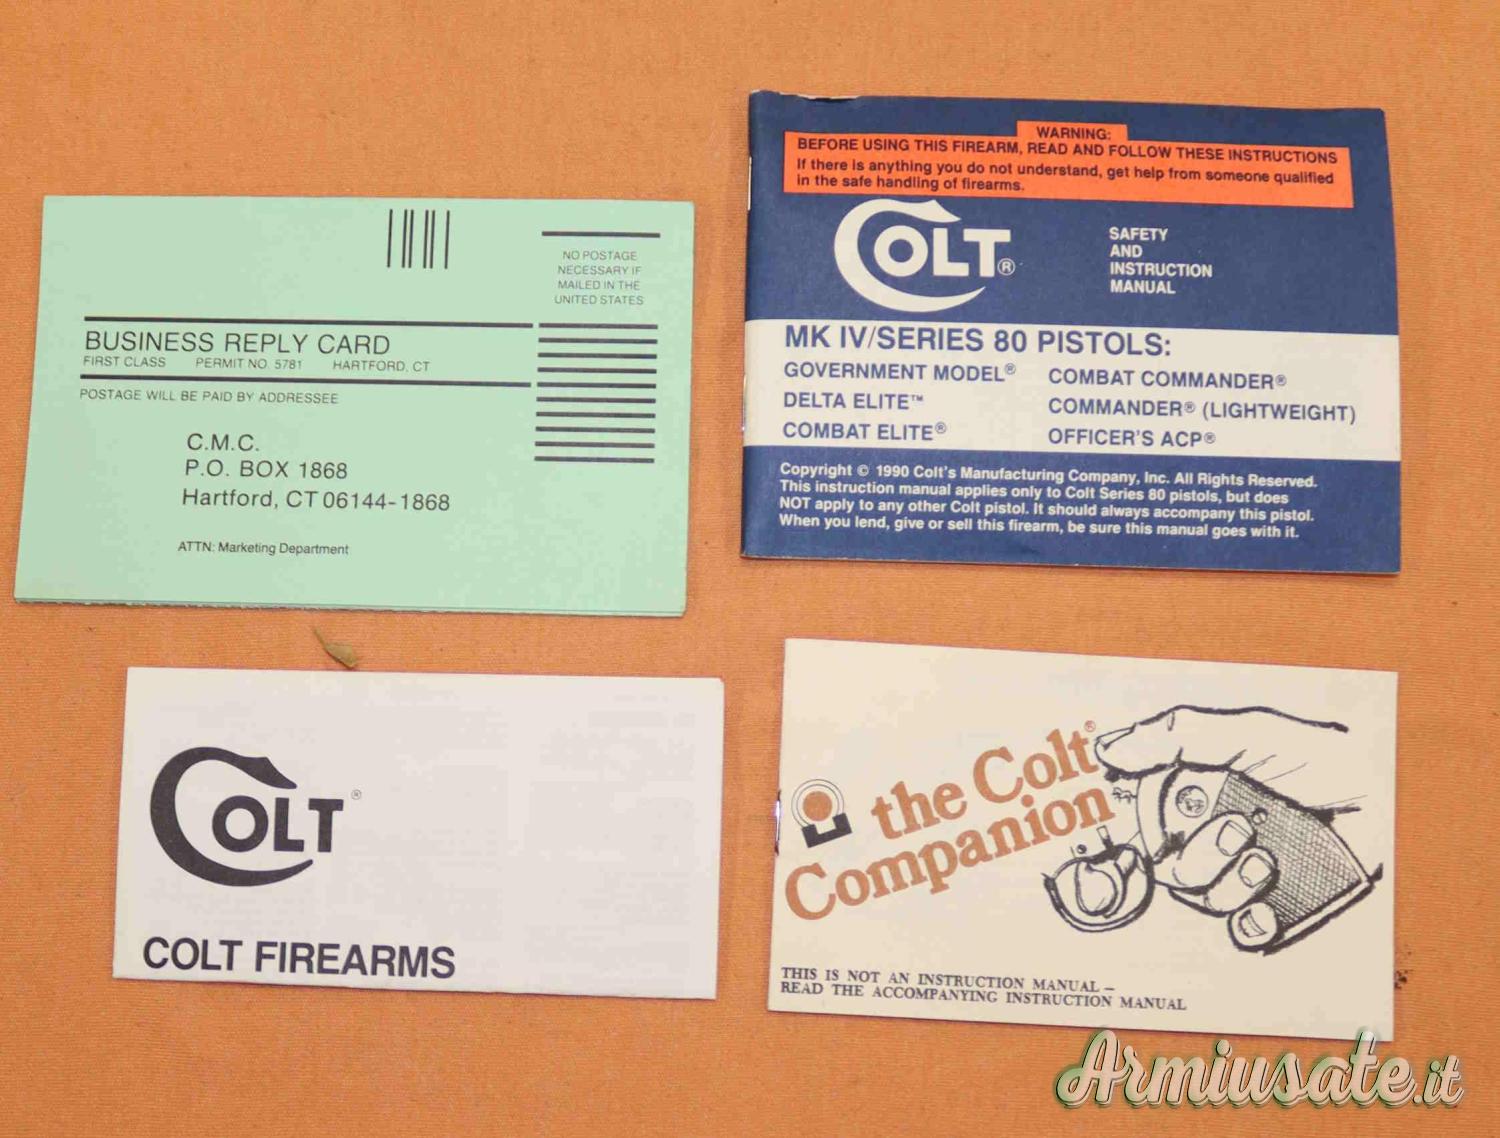 NO POSTAGE
NECESSARY IF
MAILED IN THE
UNITED STATES
BUSINESS REPLY CARD
FIRST CLASS PERMIT NO. 5781 HARTFORD, CT
POSTAGE WILL BE PAID BY ADDRESSEE
C.M.C.
P.O. BOX 1868
Hartford, CT 06144-1868
ATTN: Marketing Department
WARNING:
BEFORE USING THIS FIREARM, READ AND FOLLOW THESE INSTRUCTIONS
If there is anything you do not understand, get help from someone qualified
in the safe handling of firearms.
COLT®
SAFETY
AND
INSTRUCTION
MANUAL
MK IV/SERIES 80 PISTOLS:
GOVERNMENT MODEL® COMBAT COMMANDER®
DELTA ELITE™ COMMANDER® (LIGHTWEIGHT)
COMBAT ELITE® OFFICER'S ACP®
Copyright © 1990 Colt's Manufacturing Company, Inc. All Rights Reserved.
This instruction manual applies only to Colt Series 80 pistols, but does
NOT apply to any other Colt pistol. It should always accompany this pistol.
When you lend, give or sell this firearm, be sure this manual goes with it.
COLT®
COLT FIREARMS
the Colt®
Companion
THIS IS NOT AN INSTRUCTION MANUAL –
READ THE ACCOMPANYING INSTRUCTION MANUAL
Armiusate.it